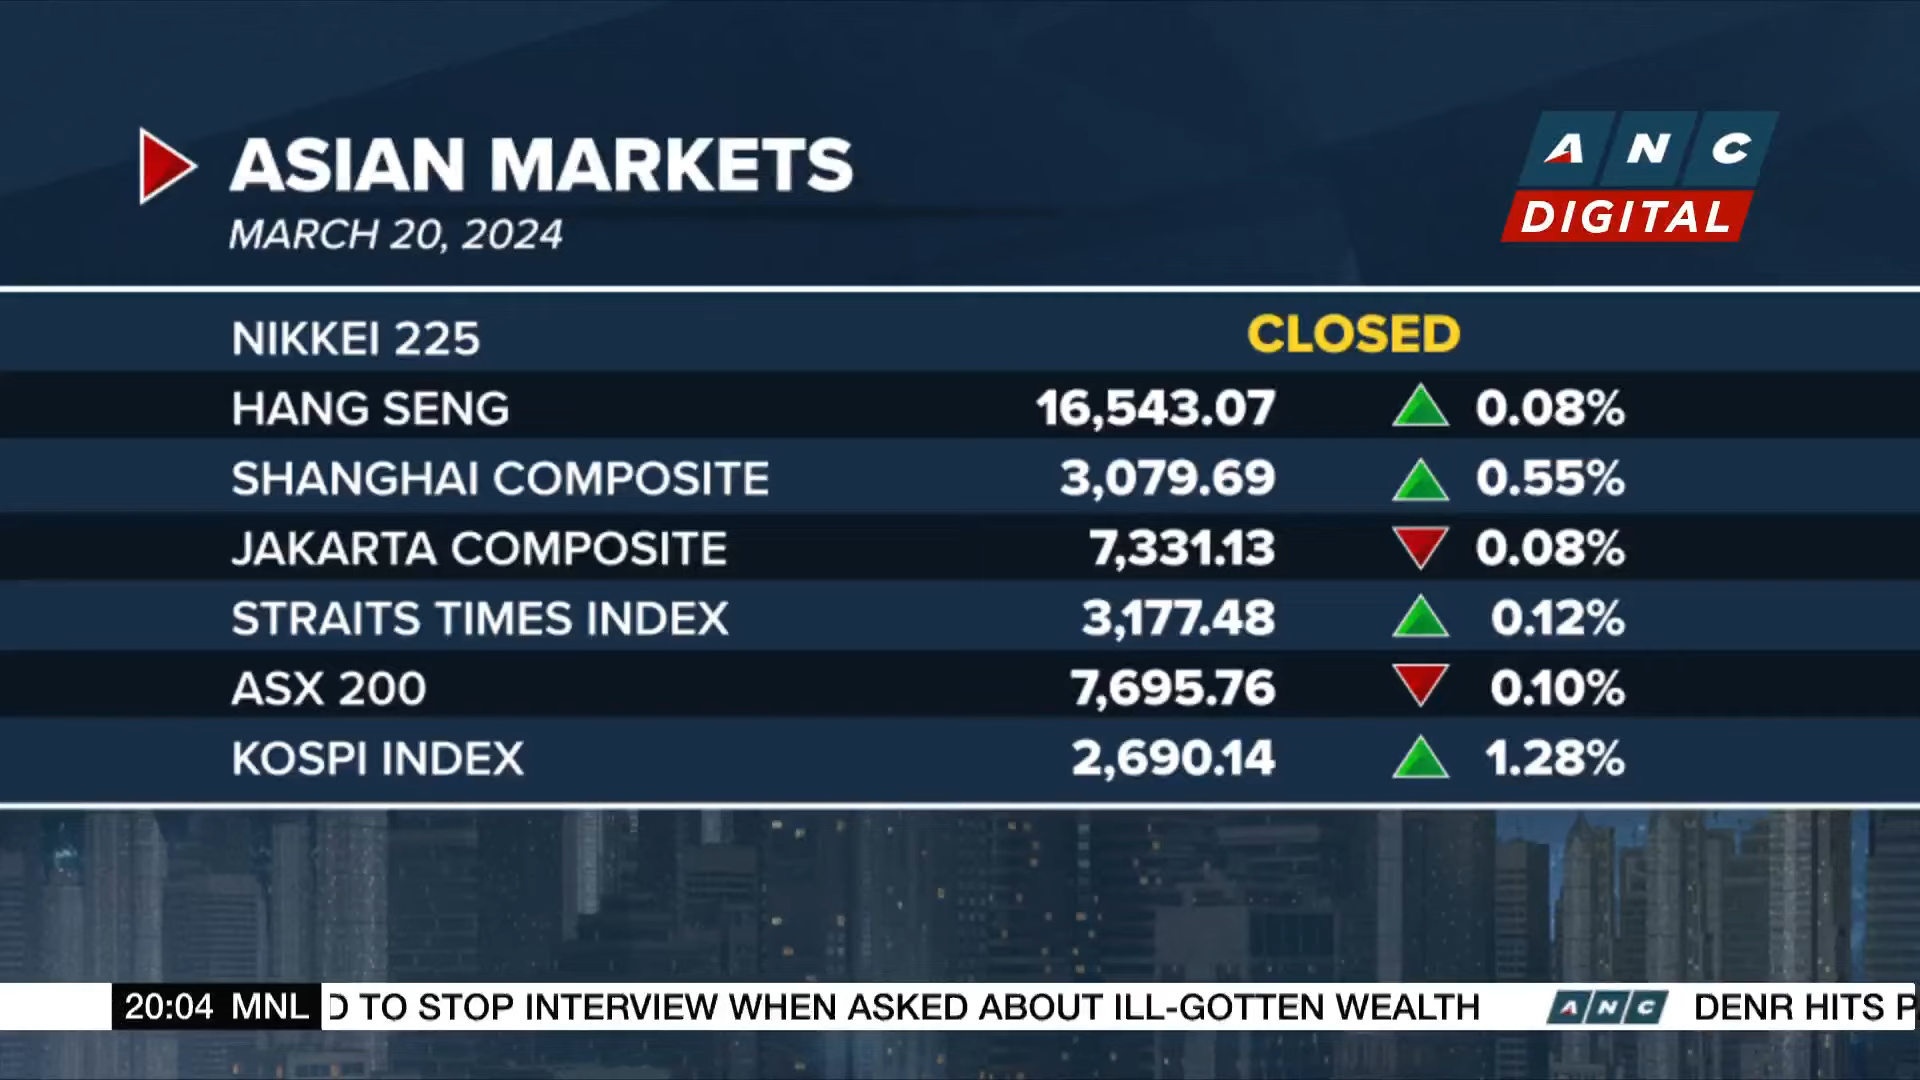 ASIAN MARKETS
MARCH 20, 2024
ANC
DIGITAL
NIKKEI 225 CLOSED
HANG SENG 16,543.07 0.08%
SHANGHAI COMPOSITE 3,079.69 0.55%
JAKARTA COMPOSITE 7,331.13 0.08%
STRAITS TIMES INDEX 3,177.48 0.12%
ASX 200 7,695.76 0.10%
KOSPI INDEX 2,690.14 1.28%
20:04 MNL TO STOP INTERVIEW WHEN ASKED ABOUT ILL-GOTTEN WEALTH ANC DENR HITS